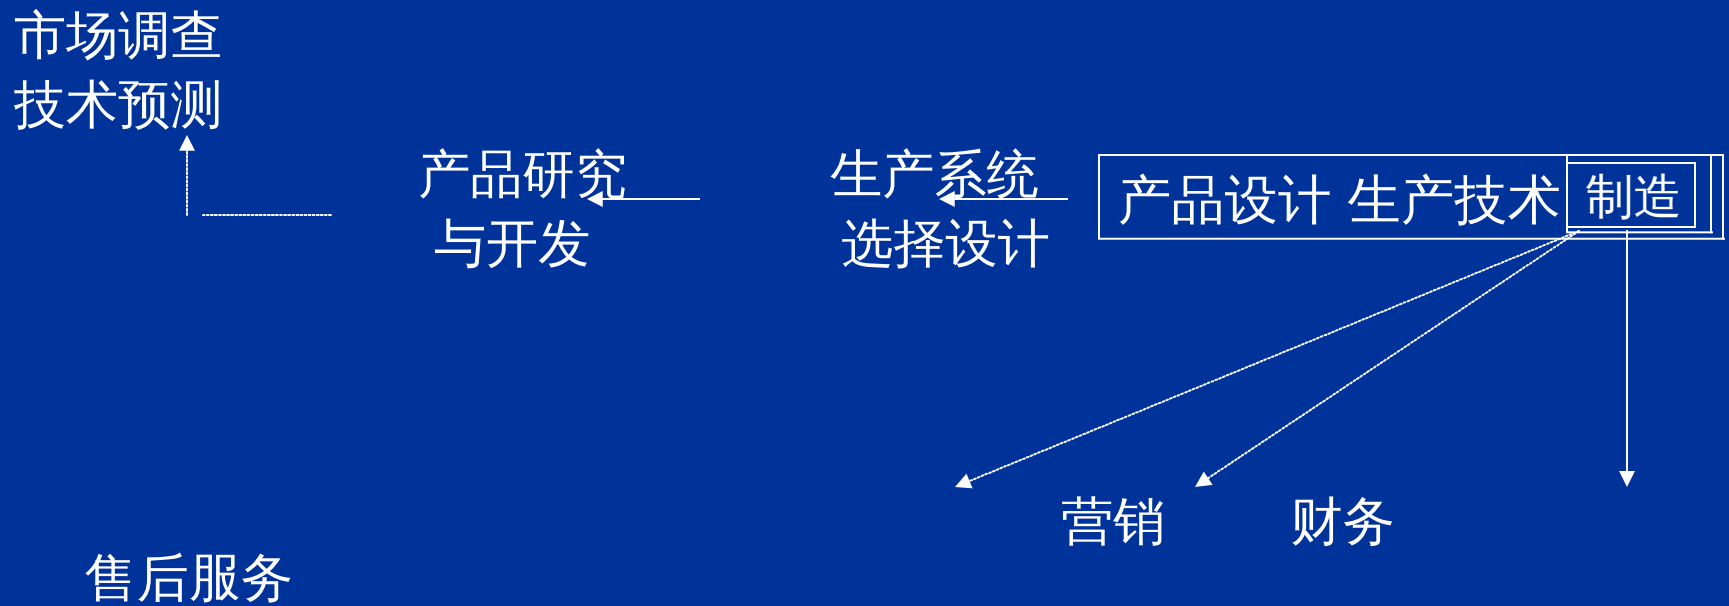 市场调查
技术预测
产品研究
与开发
生产系统
选择设计
产品设计 生产技术 制造
营销 财务
售后服务